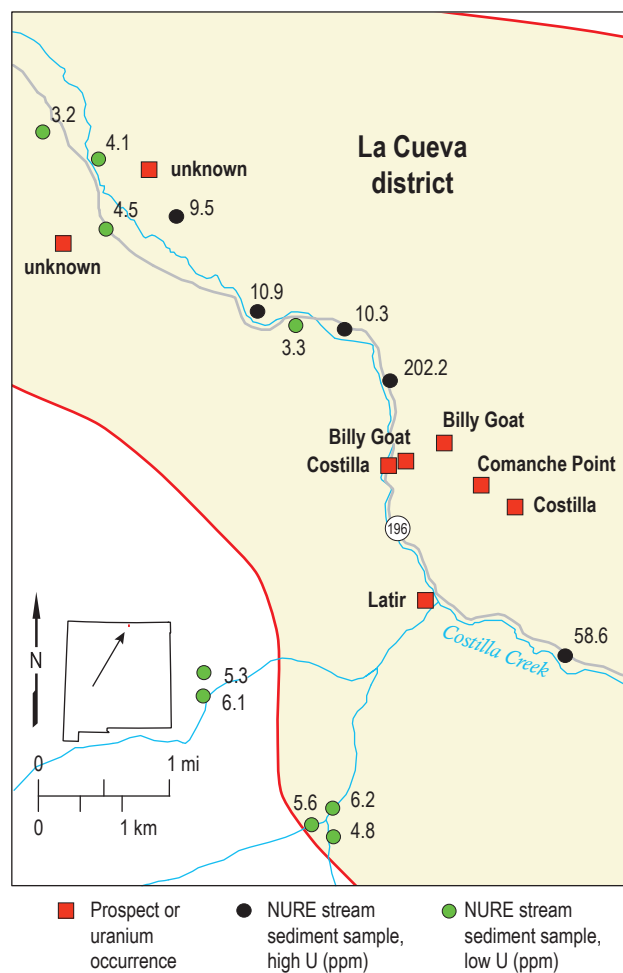 3.2
4.1
unknown
La Cueva
district
4.5
9.5
unknown
10.9
10.3
3.3
202.2
Billy Goat
Billy Goat
Costilla
Comanche Point
Costilla
196
Latir
Costilla Creek
58.6
N
5.3
6.1
0
1 mi
0
1 km
5.6
6.2
4.8
Prospect or
uranium
occurrence
NURE stream
sediment sample,
high U (ppm)
NURE stream
sediment sample,
low U (ppm)